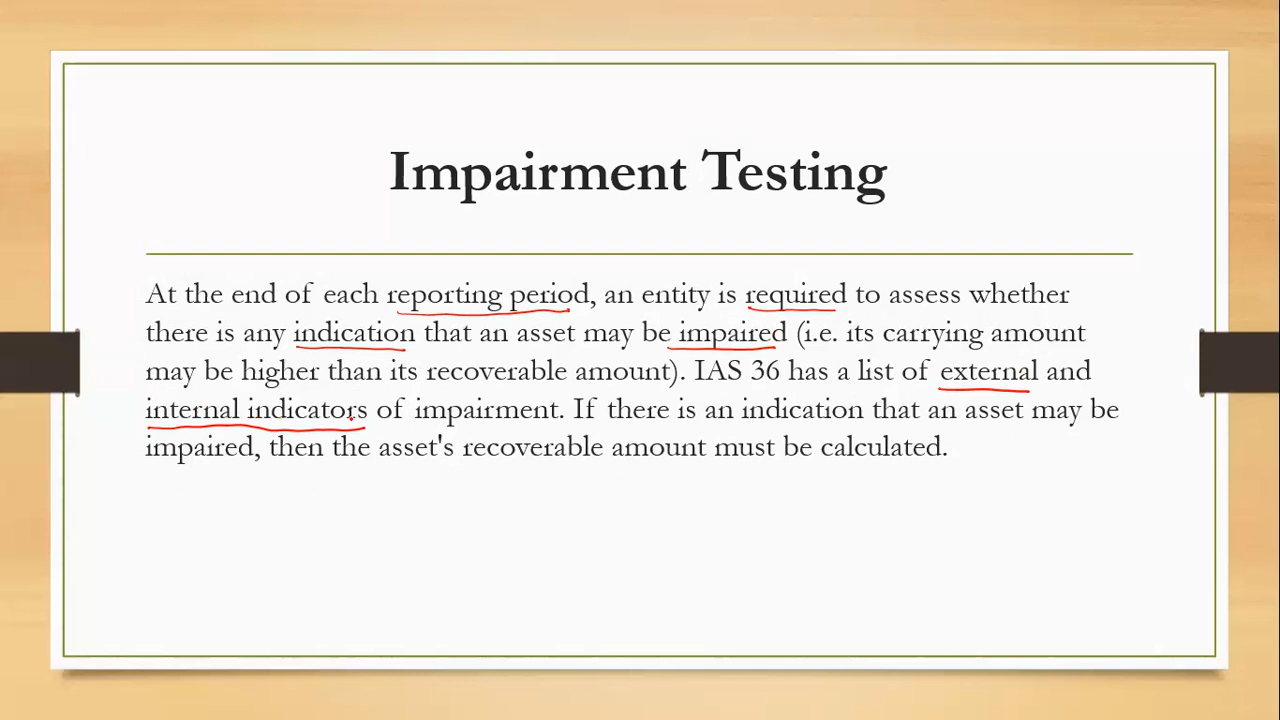 Impairment Testing
At the end of each reporting period, an entity is required to assess whether
there is any indication that an asset may be impaired (i.e. its carrying amount
may be higher than its recoverable amount). IAS 36 has a list of external and
internal indicators of impairment. If there is an indication that an asset may be
impaired, then the asset's recoverable amount must be calculated.